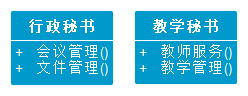 行政秘书
+ 会议管理()
+ 文件管理()
教学秘书
+ 教师服务()
+ 教学管理()